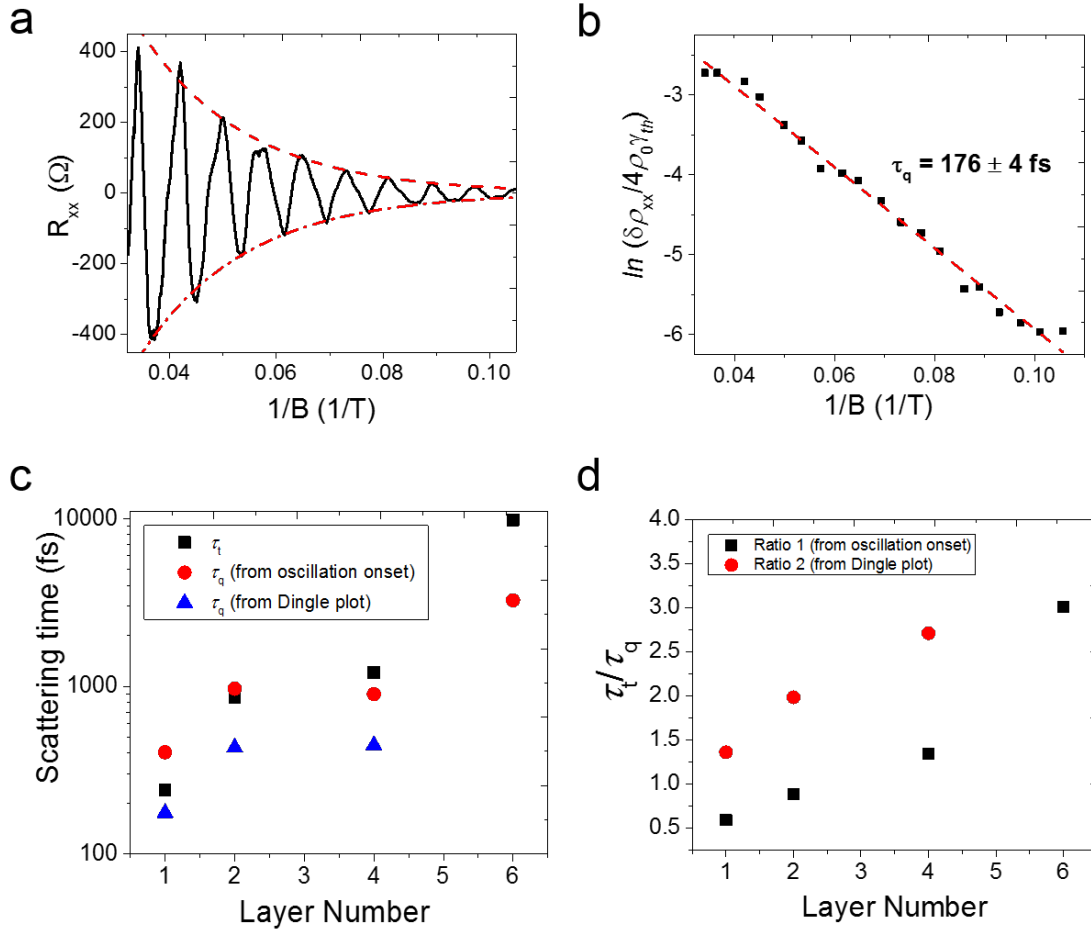 a
400
200
0
-200
-400
R_xx (Ω)
0.04
0.06
0.08
0.10
1/B (1/T)
b
-3
-4
-5
-6
ln (δρ_xx/4ρ_0γ_th)
τ_q = 176 ± 4 fs
0.04
0.06
0.08
0.10
1/B (1/T)
c
10000
1000
100
Scattering time (fs)
τ_t
τ_q (from oscillation onset)
τ_q (from Dingle plot)
1
2
3
4
5
6
Layer Number
d
4.0
3.5
3.0
2.5
2.0
1.5
1.0
0.5
τ_t/τ_q
Ratio 1 (from oscillation onset)
Ratio 2 (from Dingle plot)
1
2
3
4
5
6
Layer Number